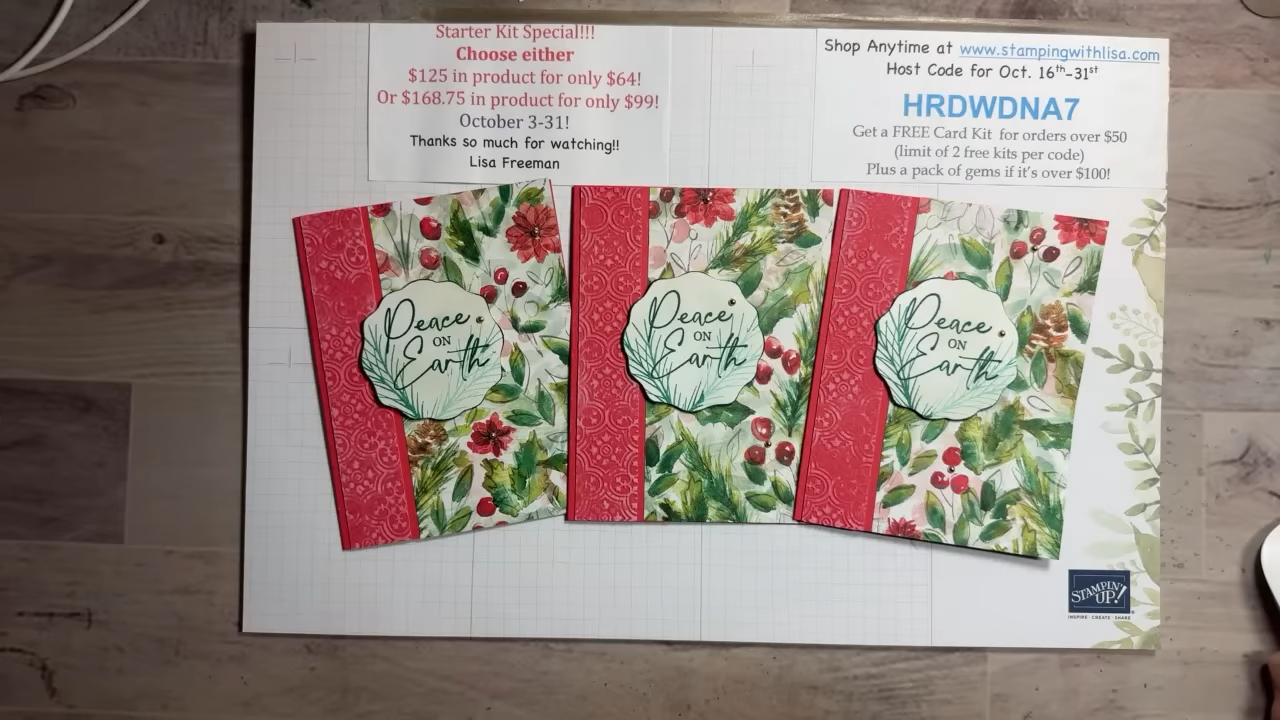 Starter Kit Special!!!
Choose either
$125 in product for only $64!
Or $168.75 in product for only $99!
October 3-31!
Thanks so much for watching!!
Lisa Freeman
Shop Anytime at www.stampingwithlisa.com
Host Code for Oct. 16th-31st
HRDWDNA7
Get a FREE Card Kit for orders over $50
(limit of 2 free kits per code)
Plus a pack of gems if it's over $100!
Peace
ON
Earth
Peace
ON
Earth
Peace
ON
Earth
STAMPIN'
UP!
INSPIRE · CREATE · SHARE